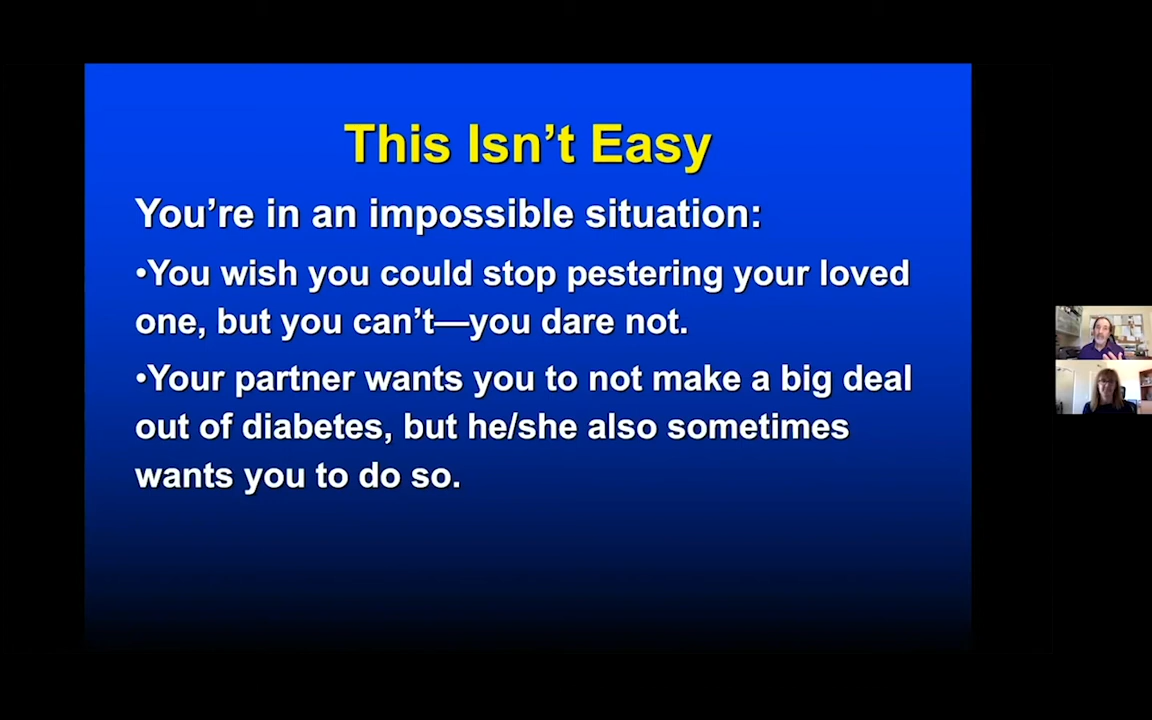 This Isn’t Easy
You’re in an impossible situation:
•You wish you could stop pestering your loved
one, but you can’t—you dare not.
•Your partner wants you to not make a big deal
out of diabetes, but he/she also sometimes
wants you to do so.